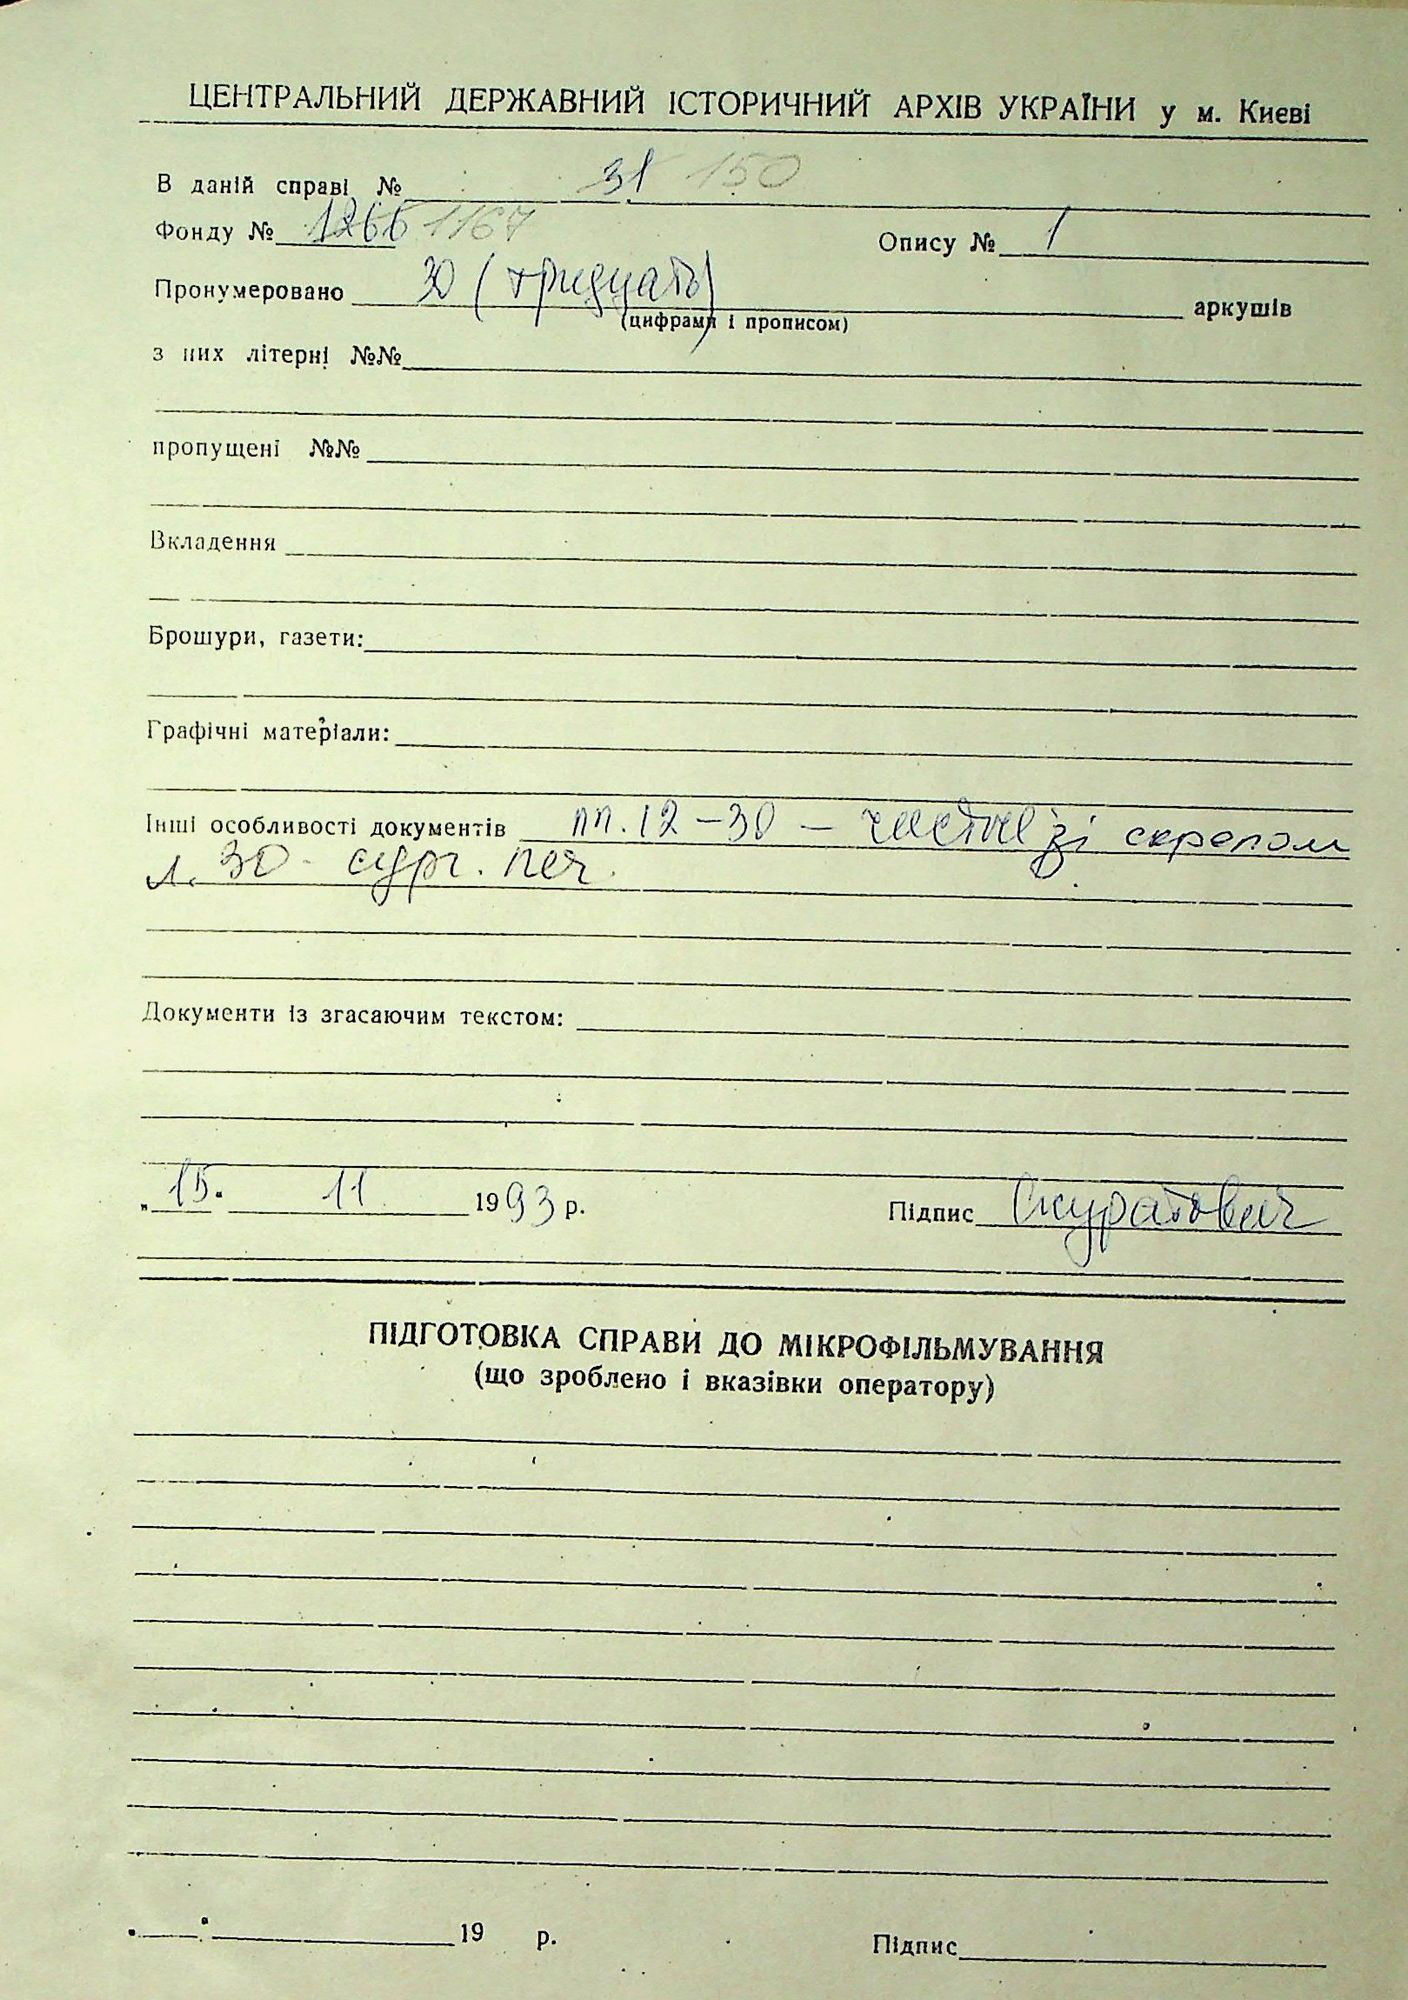 ЦЕНТРАЛЬНИЙ ДЕРЖАВНИЙ ІСТОРИЧНИЙ АРХІВ УКРАЇНИ у м. Києві
В даній справі № 31 150
Фонду № 1266 1167 Опису № 1
Пронумеровано 30 (тридцать) аркушів
(цифрами і прописом)
з них літерні №№
пропущені №№
Вкладення
Брошури, газети:
Графічні матеріали:
Інші особливості документів лл. 12-30 - зі скрепом
л. 30 - сург. печ.
Документи із згасаючим текстом:
„15" 11 1993 р. Підпис Скуратович
ПІДГОТОВКА СПРАВИ ДО МІКРОФІЛЬМУВАННЯ
(що зроблено і вказівки оператору)
19 р. Підпис